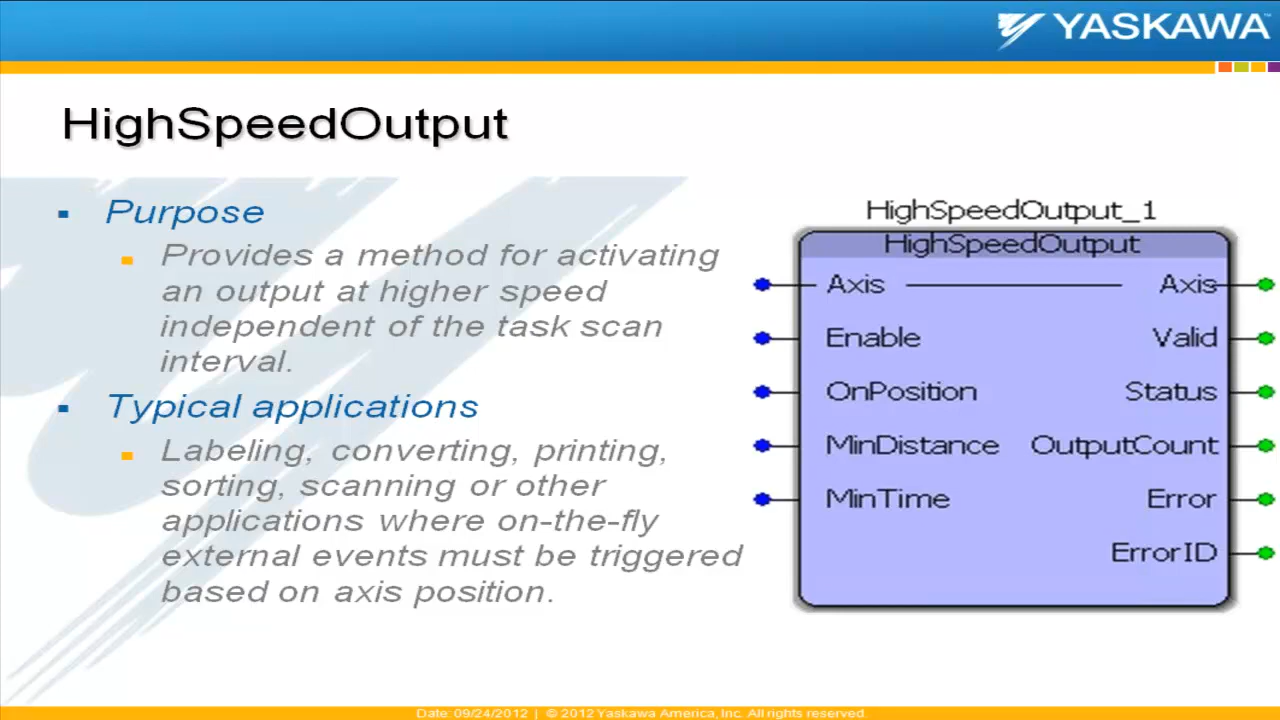 YASKAWA
HighSpeedOutput
Purpose
Provides a method for activating
an output at higher speed
independent of the task scan
interval.
Typical applications
Labeling, converting, printing,
sorting, scanning or other
applications where on-the-fly
external events must be triggered
based on axis position.
HighSpeedOutput_1
HighSpeedOutput
Axis Axis
Enable Valid
OnPosition Status
MinDistance OutputCount
MinTime Error
ErrorID
Date: 09/24/2012 | © 2012 Yaskawa America, Inc. All rights reserved.